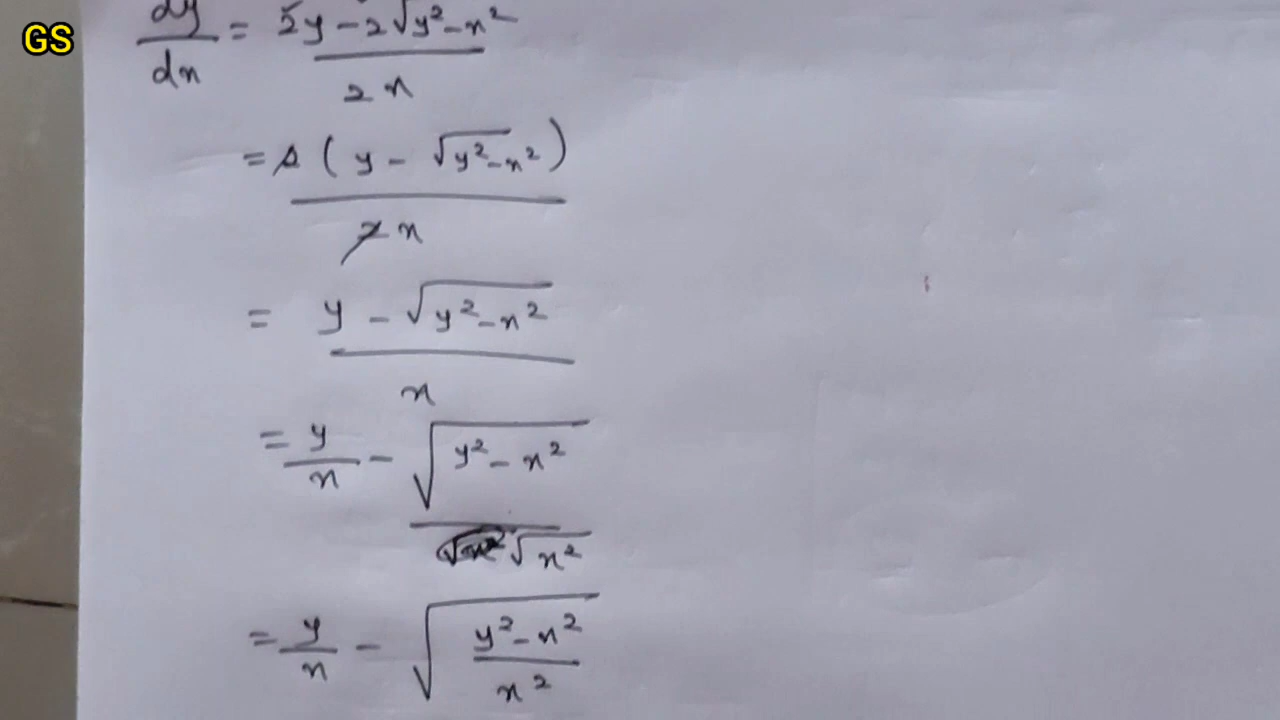 GS
dy/dx = 2y - 2√y² - x² / 2x
= 2 ( y - √y² - x² ) / 2x
= y - √y² - x² / x
= y/x - √y² - x² / √x²
= y/x - √y² - x² / x²